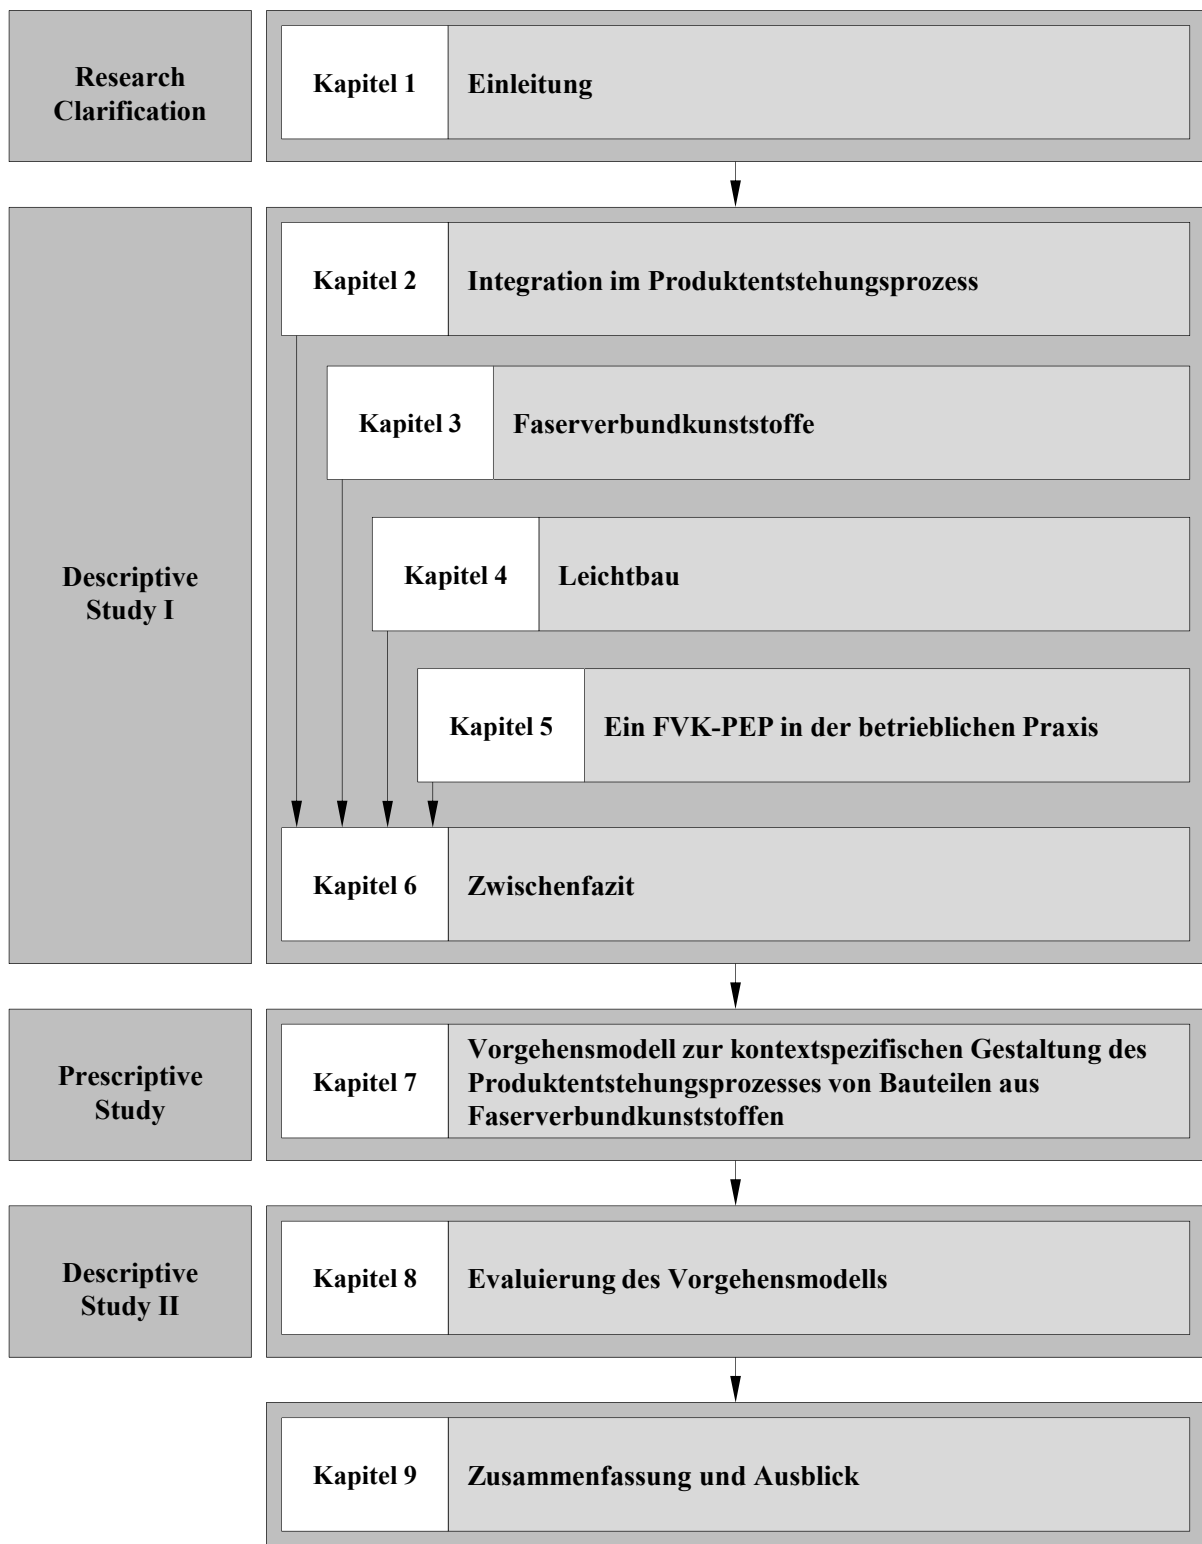 Research
Clarification
Kapitel 1
Einleitung
Descriptive
Study I
Kapitel 2
Integration im Produktentstehungsprozess
Kapitel 3
Faserverbundkunststoffe
Kapitel 4
Leichtbau
Kapitel 5
Ein FVK-PEP in der betrieblichen Praxis
Kapitel 6
Zwischenfazit
Prescriptive
Study
Kapitel 7
Vorgehensmodell zur kontextspezifischen Gestaltung des
Produktentstehungsprozesses von Bauteilen aus
Faserverbundkunststoffen
Descriptive
Study II
Kapitel 8
Evaluierung des Vorgehensmodells
Kapitel 9
Zusammenfassung und Ausblick